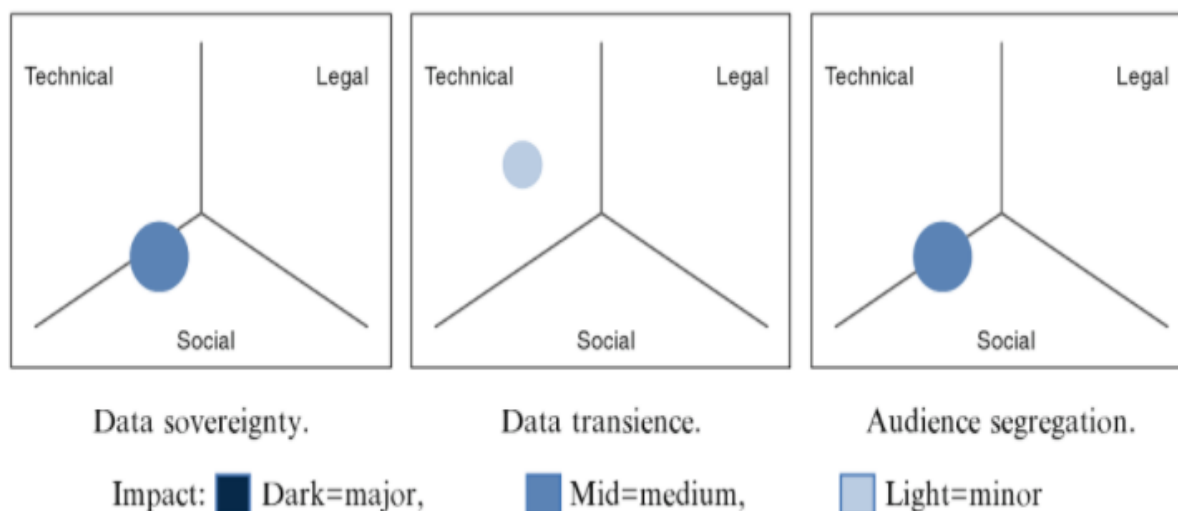 Technical Legal
Social
Technical Legal
Social
Technical Legal
Social
Data sovereignty.
Data transience.
Audience segregation.
Impact: Dark=major, Mid=medium, Light=minor